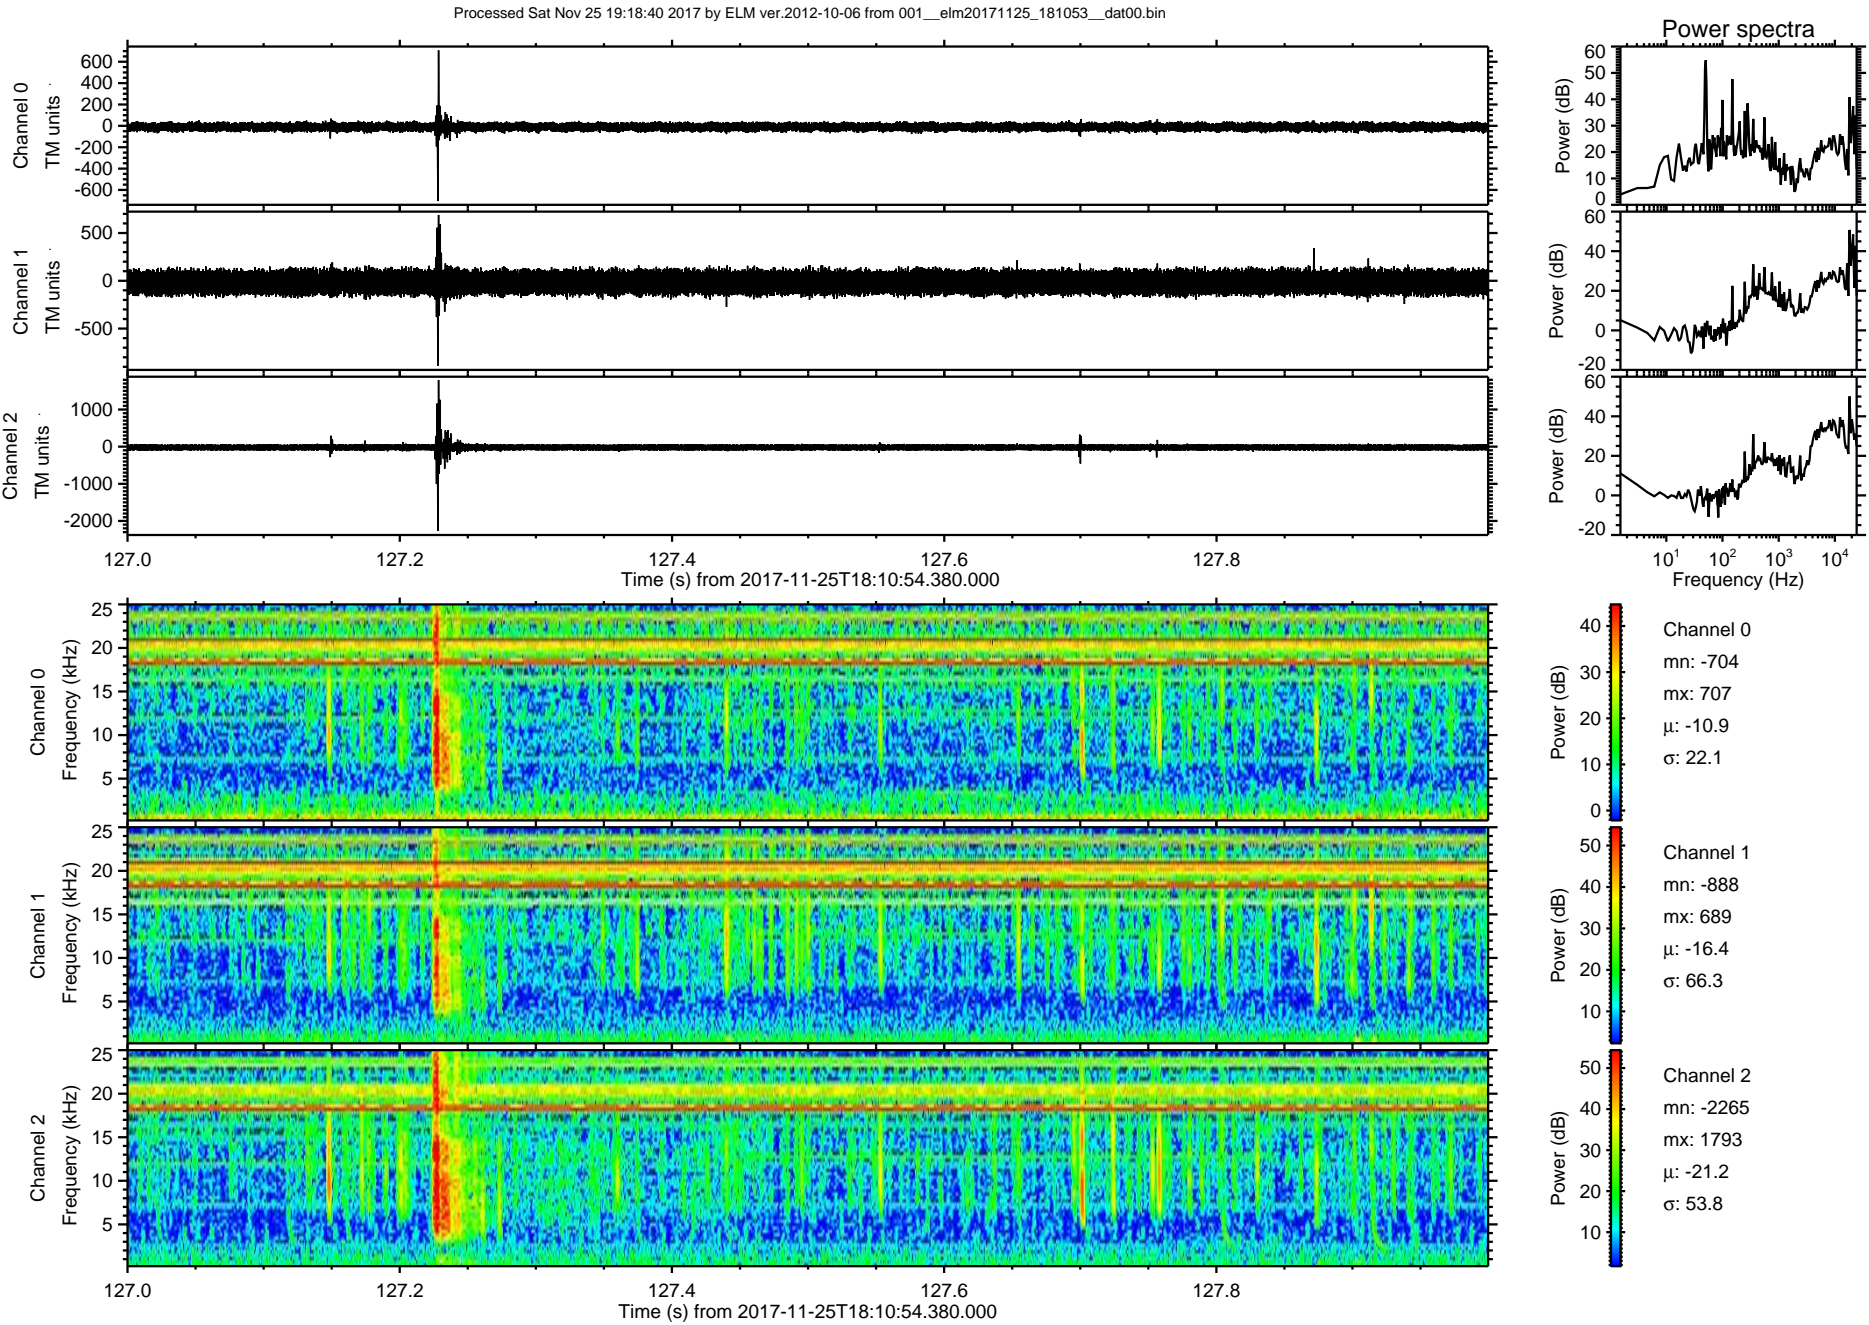 Processed Sat Nov 25 19:18:40 2017 by ELM ver.2012-10-06 from 001__elm20171125_181053__dat00.bin
Power spectra
Channel 0
TM units
600
400
200
0
-200
-400
-600
Power (dB)
60
50
40
30
20
10
0
Channel 1
TM units
500
0
-500
Power (dB)
60
40
20
0
-20
Channel 2
TM units
1000
0
-1000
-2000
Power (dB)
60
40
20
0
-20
127.0 127.2 127.4 127.6 127.8
Time (s) from 2017-11-25T18:10:54.380.000
10^1 10^2 10^3 10^4
Frequency (Hz)
Channel 0
Frequency (kHz)
25
20
15
10
5
Power (dB)
40
30
20
10
0
Channel 0
mn: -704
mx: 707
μ: -10.9
σ: 22.1
Channel 1
Frequency (kHz)
25
20
15
10
5
Power (dB)
50
40
30
20
10
Channel 1
mn: -888
mx: 689
μ: -16.4
σ: 66.3
Channel 2
Frequency (kHz)
25
20
15
10
5
Power (dB)
50
40
30
20
10
Channel 2
mn: -2265
mx: 1793
μ: -21.2
σ: 53.8
127.0 127.2 127.4 127.6 127.8
Time (s) from 2017-11-25T18:10:54.380.000